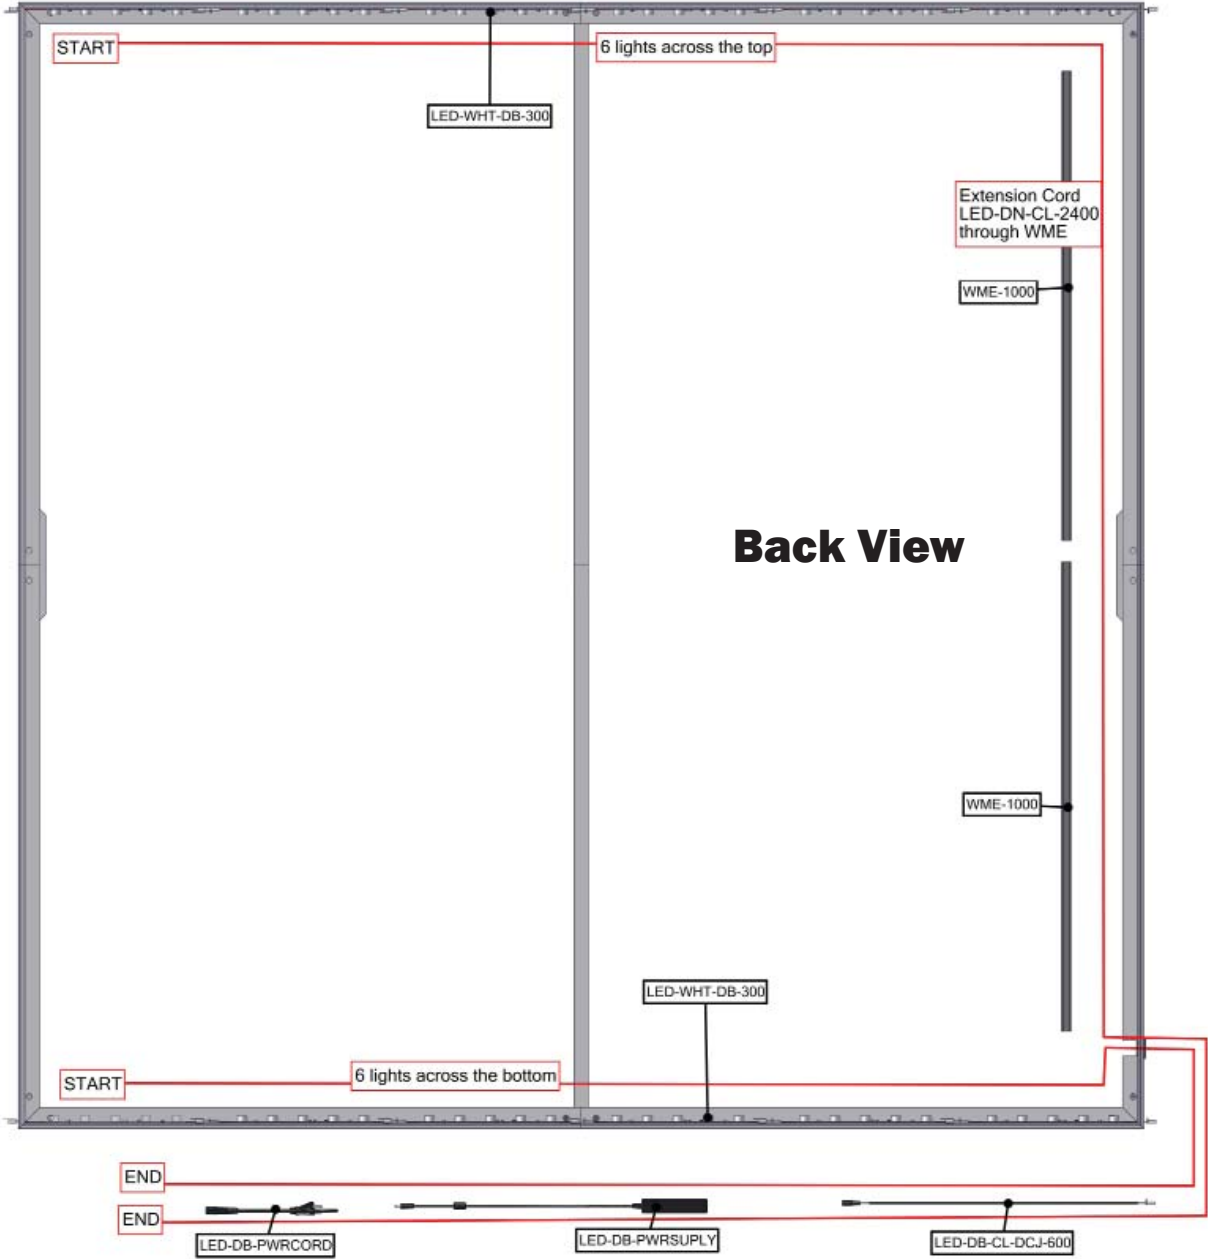 START
6 lights across the top
LED-WHT-DB-300
Extension Cord
LED-DN-CL-2400
through WME
WME-1000
Back View
WME-1000
LED-WHT-DB-300
6 lights across the bottom
START
END
END
LED-DB-PWRCORD
LED-DB-PWRSUPLY
LED-DB-CL-DCJ-600